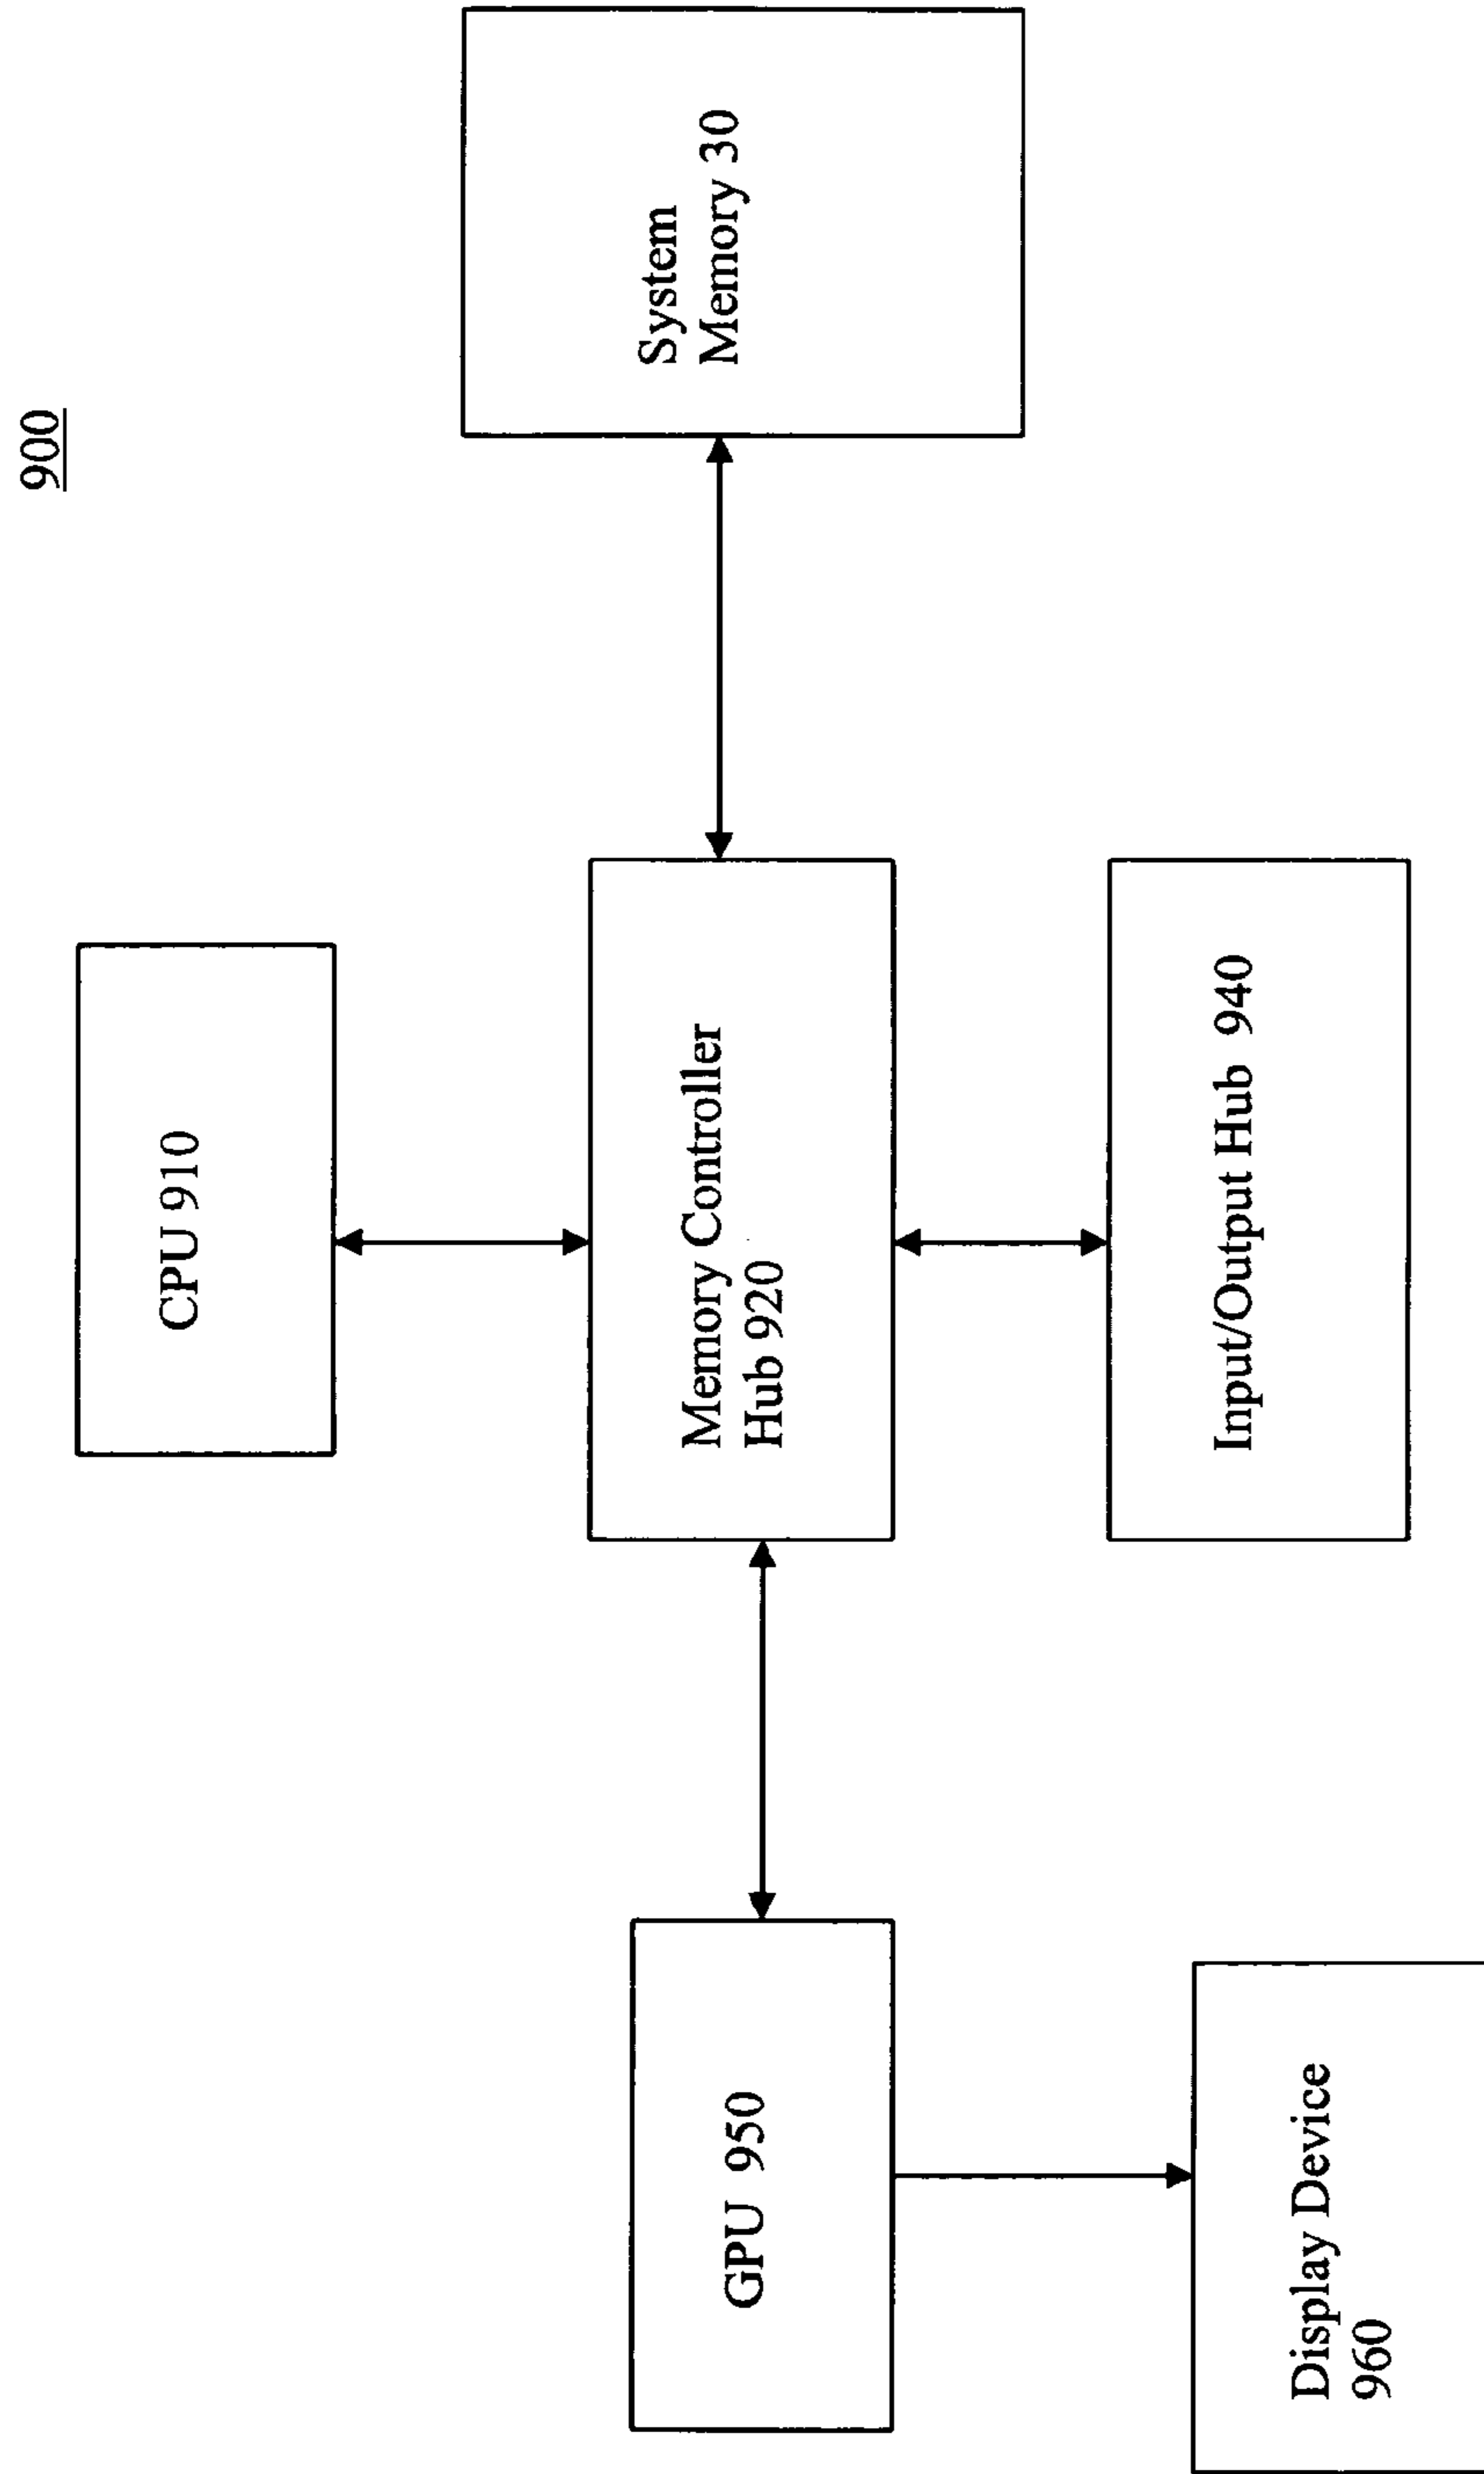 900
CPU 910
GPU 950
Memory Controller
Hub 920
System
Memory 30
Display Device
960
Input/Output Hub 940